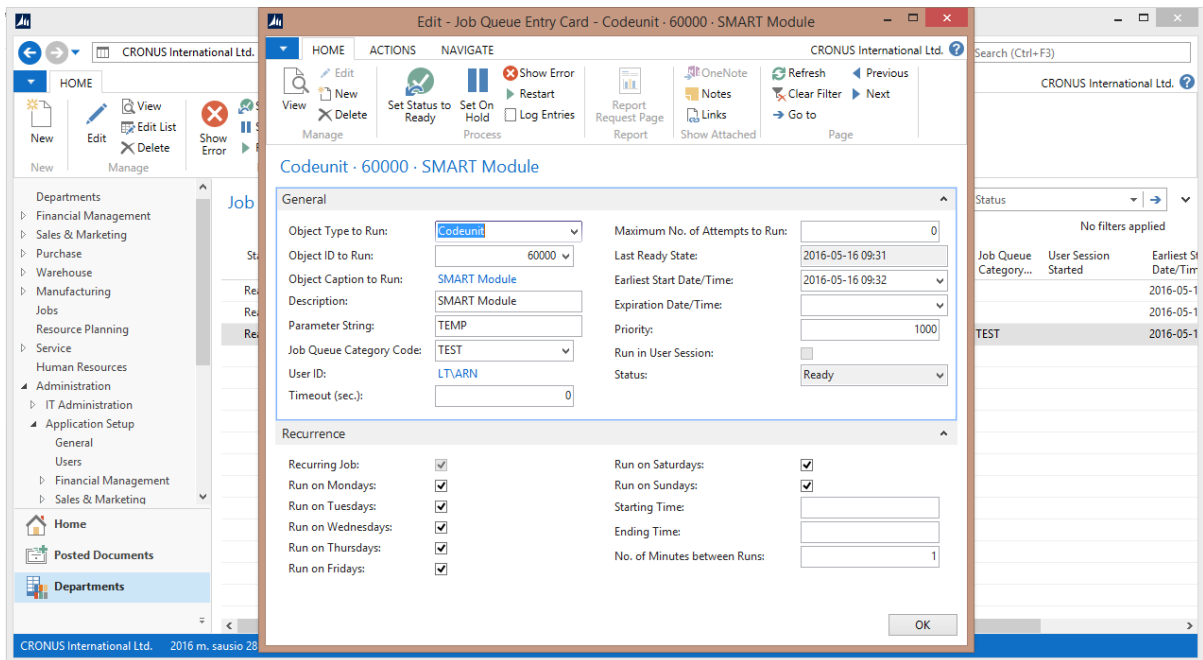 Edit - Job Queue Entry Card - Codeunit · 60000 · SMART Module
CRONUS International Ltd.
Search (Ctrl+F3)
HOME
CRONUS International Ltd.
New
Edit
View
Edit List
Delete
Show Error
New
Manage
HOME ACTIONS NAVIGATE
CRONUS International Ltd.
View
Edit
New
Delete
Manage
Set Status to Ready
Set On Hold
Show Error
Restart
Log Entries
Process
Report Request Page
Report
OneNote
Notes
Links
Show Attached
Refresh
Clear Filter
Go to
Previous
Next
Page
Departments
Financial Management
Sales & Marketing
Purchase
Warehouse
Manufacturing
Jobs
Resource Planning
Service
Human Resources
Administration
IT Administration
Application Setup
General
Users
Financial Management
Sales & Marketing
Home
Posted Documents
Departments
Job
Codeunit · 60000 · SMART Module
General
Object Type to Run: Codeunit
Object ID to Run: 60000
Object Caption to Run: SMART Module
Description: SMART Module
Parameter String: TEMP
Job Queue Category Code: TEST
User ID: LT\ARN
Timeout (sec.): 0
Maximum No. of Attempts to Run: 0
Last Ready State: 2016-05-16 09:31
Earliest Start Date/Time: 2016-05-16 09:32
Expiration Date/Time:
Priority: 1000
Run in User Session:
Status: Ready
Recurrence
Recurring Job:
Run on Mondays:
Run on Tuesdays:
Run on Wednesdays:
Run on Thursdays:
Run on Fridays:
Run on Saturdays:
Run on Sundays:
Starting Time:
Ending Time:
No. of Minutes between Runs: 1
OK
Status
No filters applied
Job Queue Category...
User Session Started
Earliest
2016-05-1
2016-05-1
TEST 2016-05-1
CRONUS International Ltd. 2016 m. sausio 28